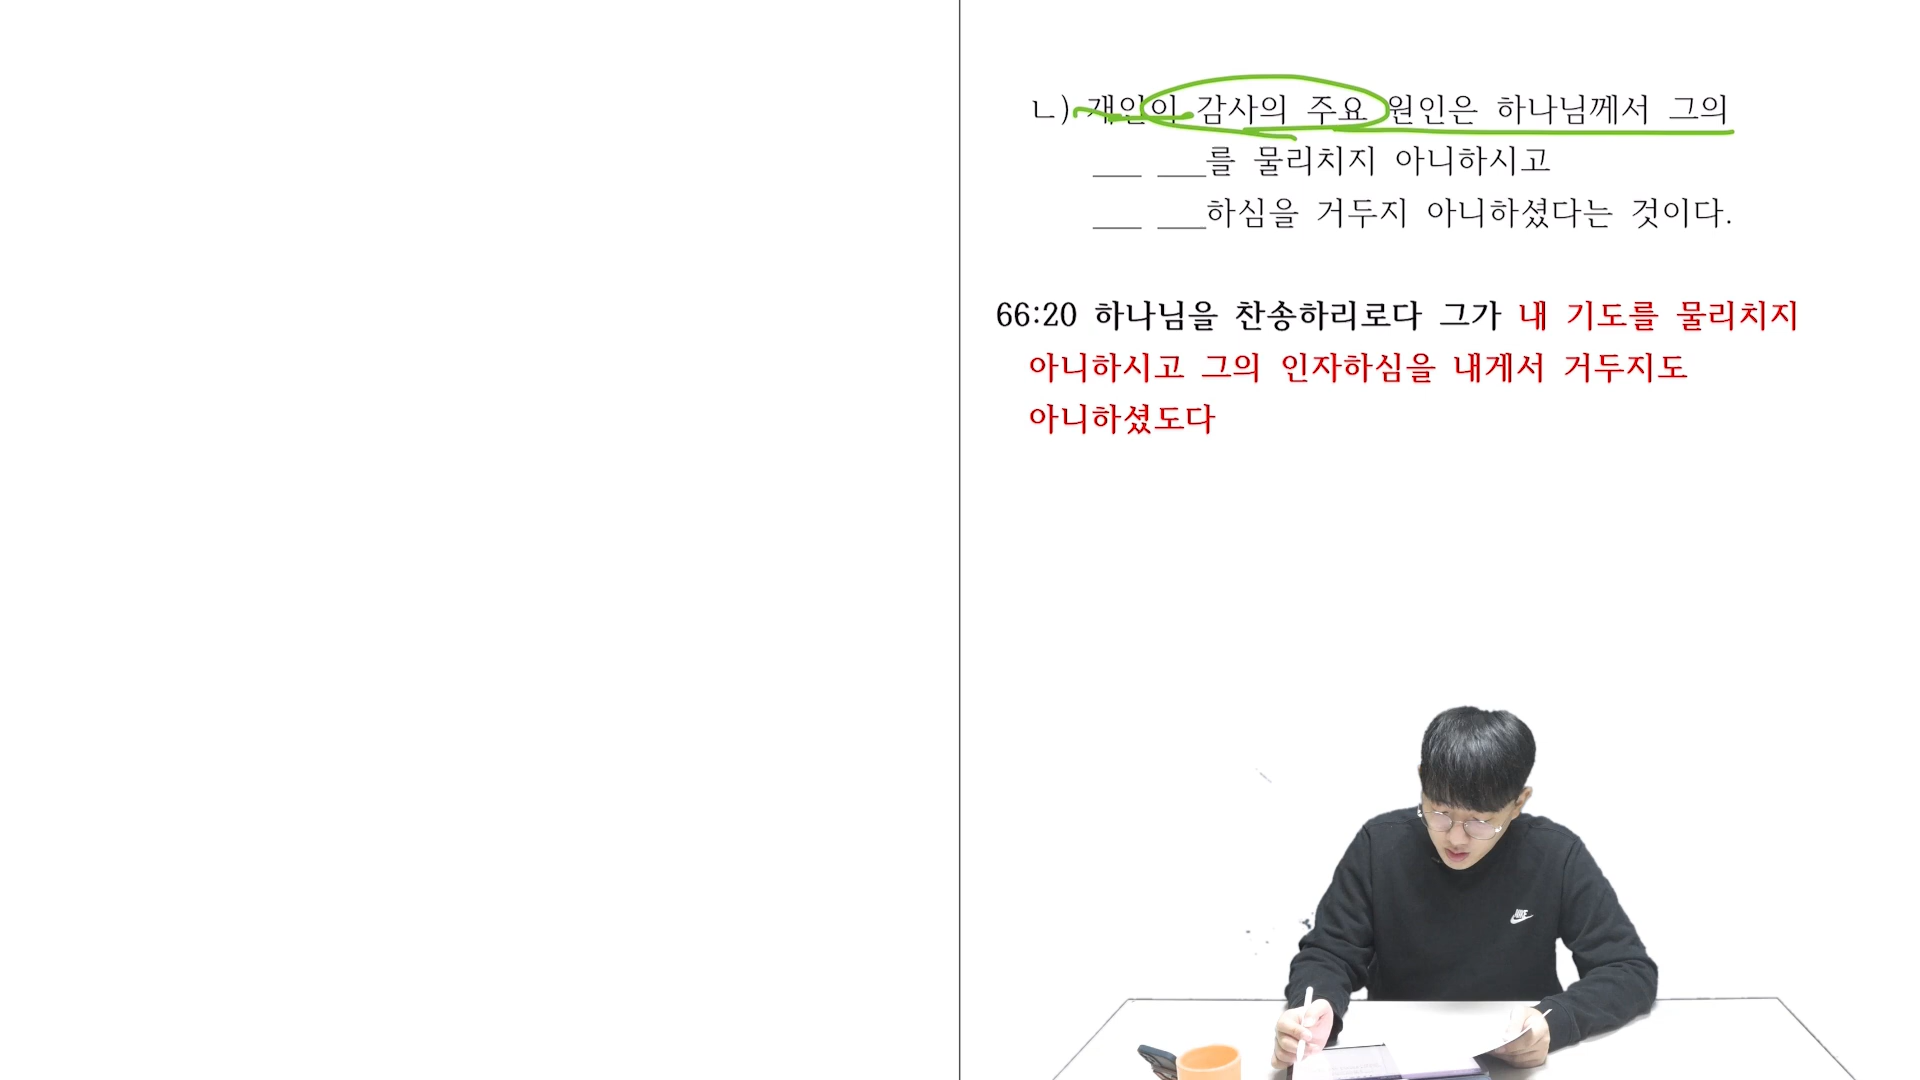 ㄴ) 개인이 감사의 주요 원인은 하나님께서 그의
___ ___를 물리치지 아니하시고
___ ___하심을 거두지 아니하셨다는 것이다.
66:20 하나님을 찬송하리로다 그가 내 기도를 물리치지
아니하시고 그의 인자하심을 내게서 거두지도
아니하셨도다
NIKE